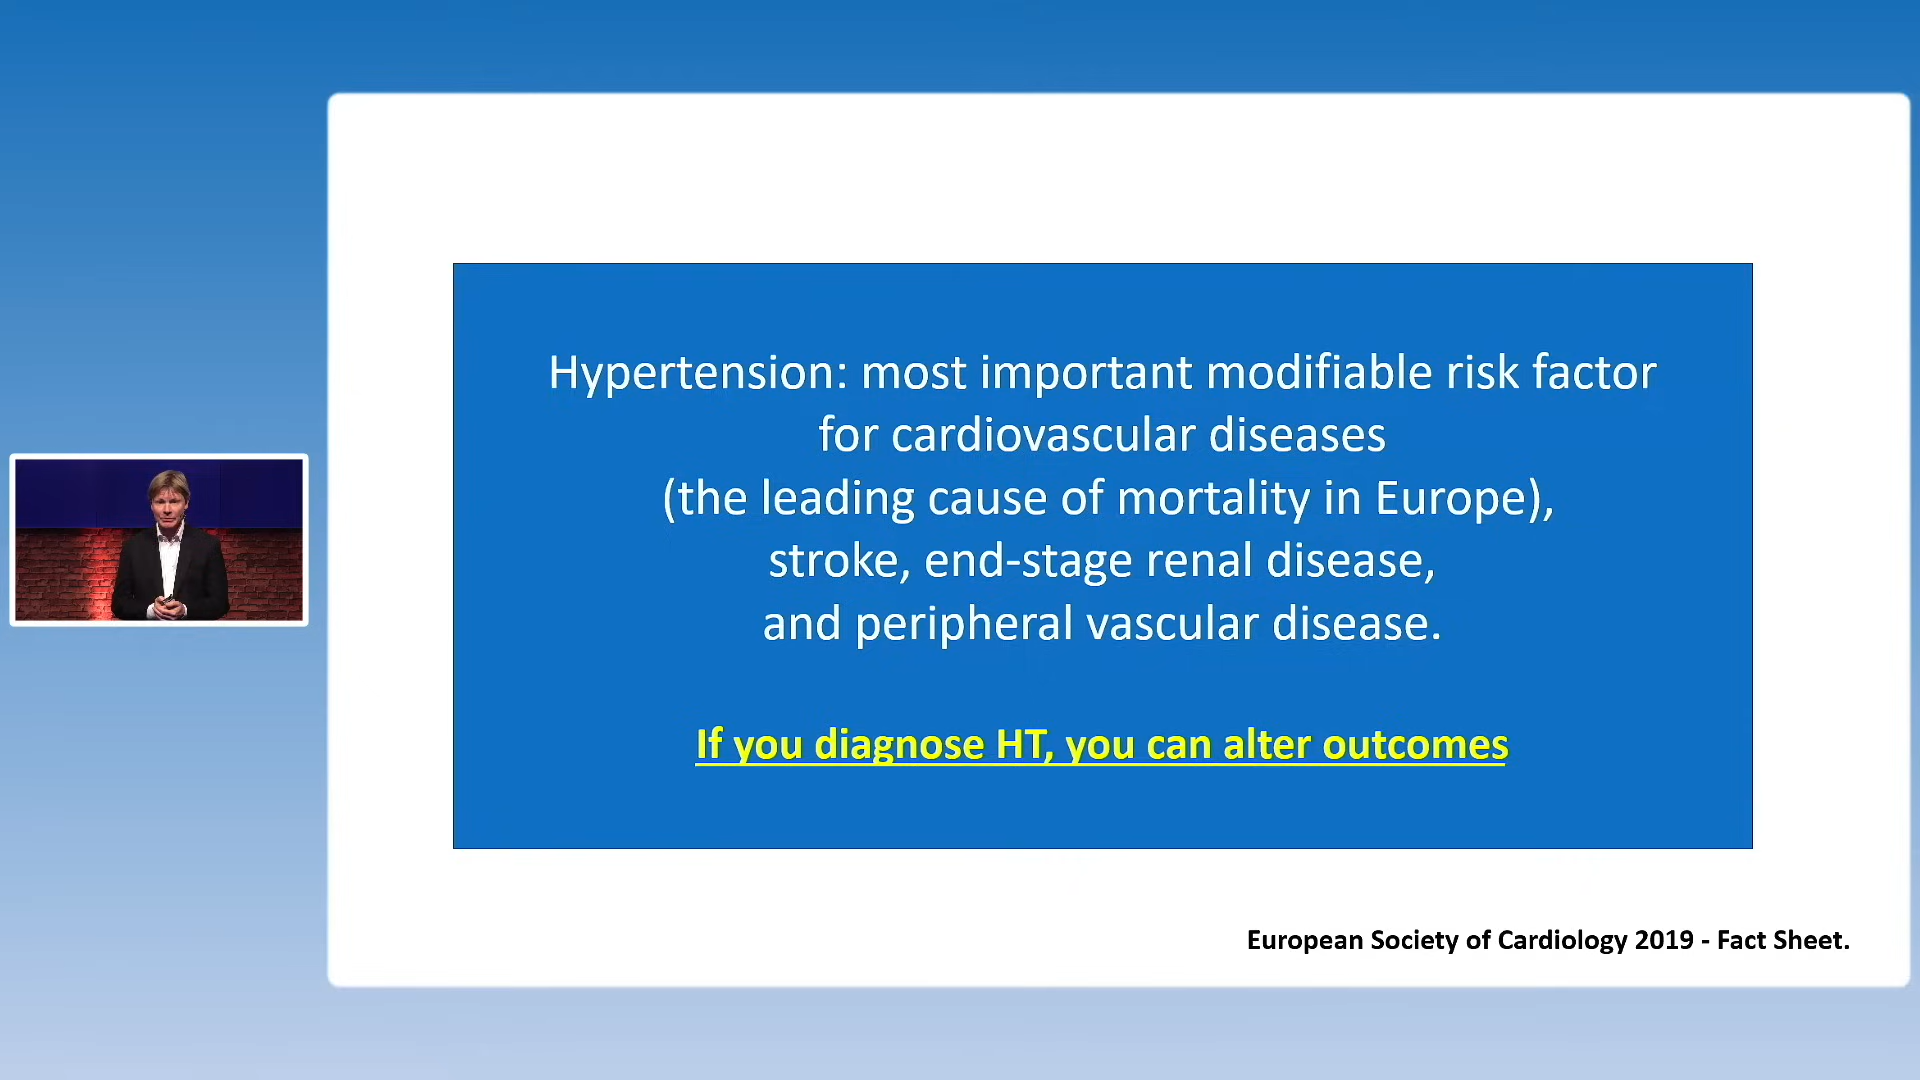 Hypertension: most important modifiable risk factor
for cardiovascular diseases
(the leading cause of mortality in Europe),
stroke, end-stage renal disease,
and peripheral vascular disease.
If you diagnose HT, you can alter outcomes
European Society of Cardiology 2019 - Fact Sheet.